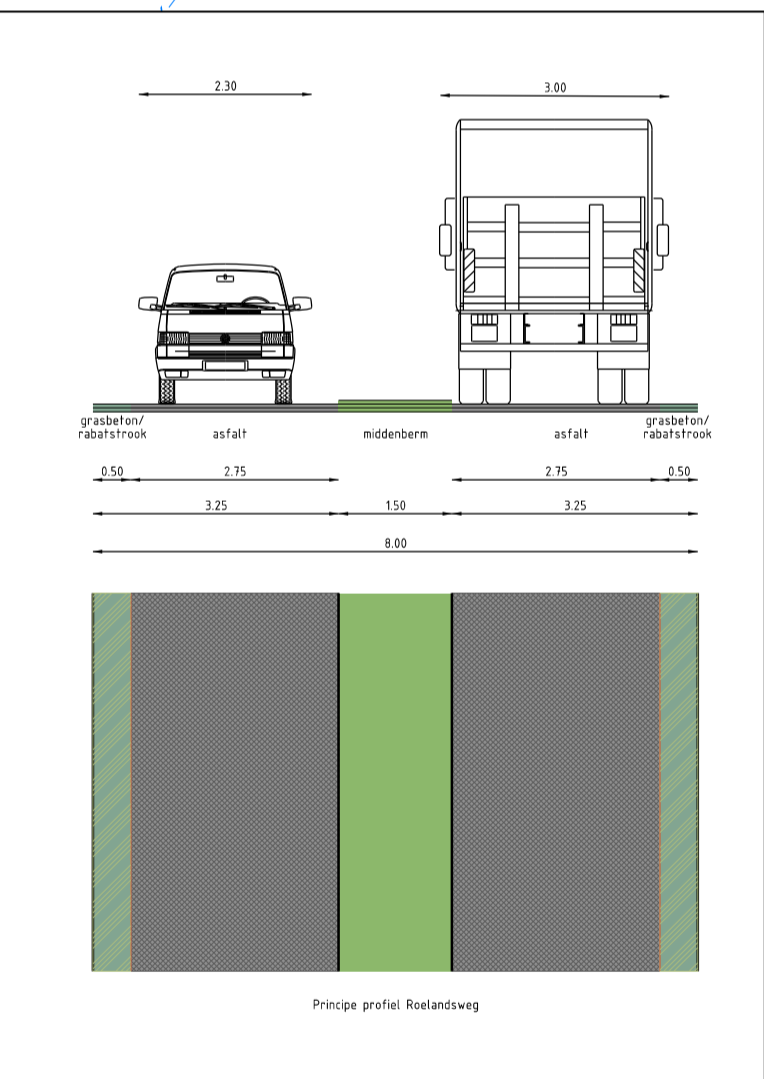 2.30
3.00
grasbeton/
rabatstrook
asfalt
middenberm
asfalt
grasbeton/
rabatstrook
0.50
2.75
2.75
0.50
3.25
1.50
3.25
8.00
Principe profiel Roelandsweg